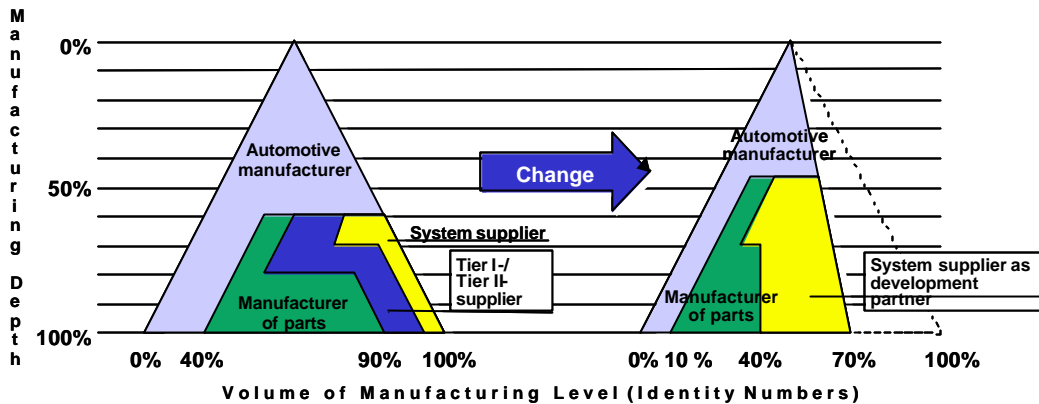 Manufacturing Depth
0%
50%
100%
Automotive
manufacturer
System supplier
Tier I-/
Tier II-
supplier
Manufacturer
of parts
Change
Automotive
manufacturer
Manufacturer
of parts
System supplier as
development
partner
0% 40% 90% 100%
0% 10 % 40% 70% 100%
Volume of Manufacturing Level (Identity Numbers)